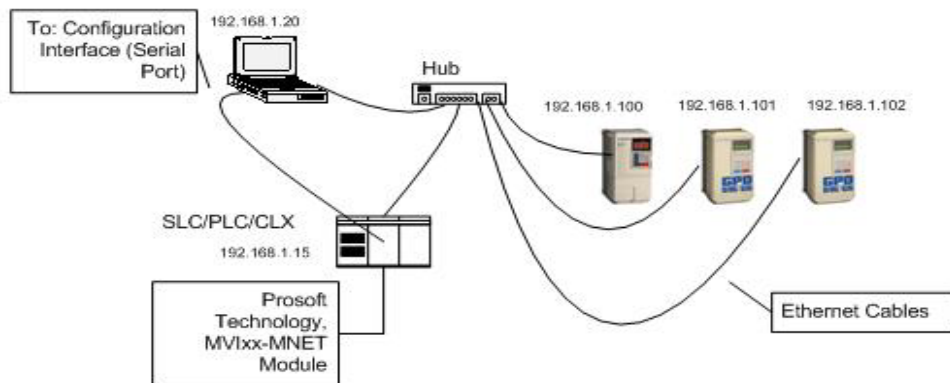 To: Configuration
Interface (Serial
Port)
192.168.1.20
Hub
192.168.1.100
192.168.1.101
192.168.1.102
SLC/PLC/CLX
192.168.1.15
Prosoft
Technology,
MVIxx-MNET
Module
Ethernet Cables